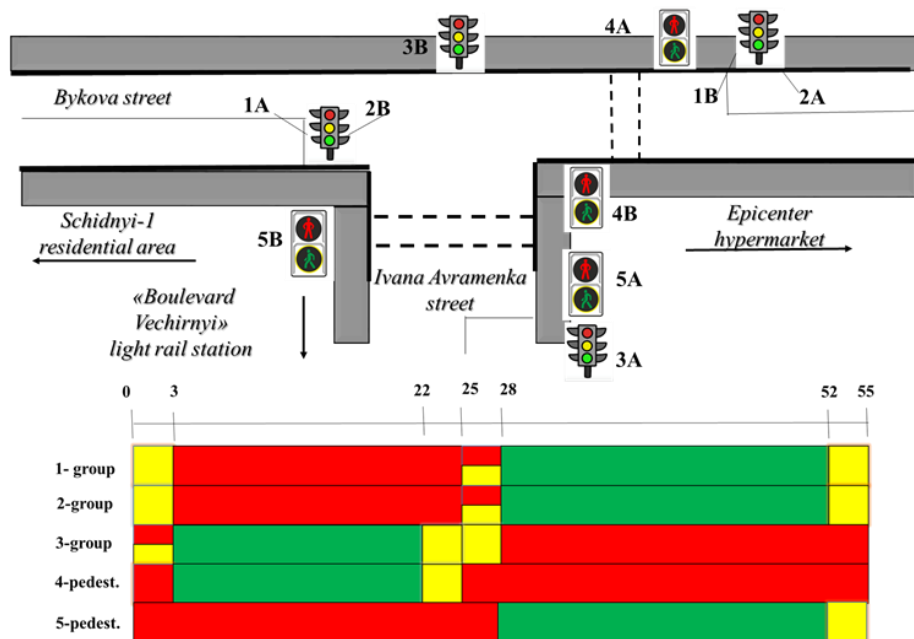 4A
3B
Bykova street
1A
2B
1B
2A
Schidnyi-1
residential area
5B
4B
Epicenter
hypermarket
«Boulevard
Vechirnyi»
light rail station
Ivana Avramenka
street
5A
3A
0 3 22 25 28 52 55
1- group
2-group
3-group
4-pedest.
5-pedest.